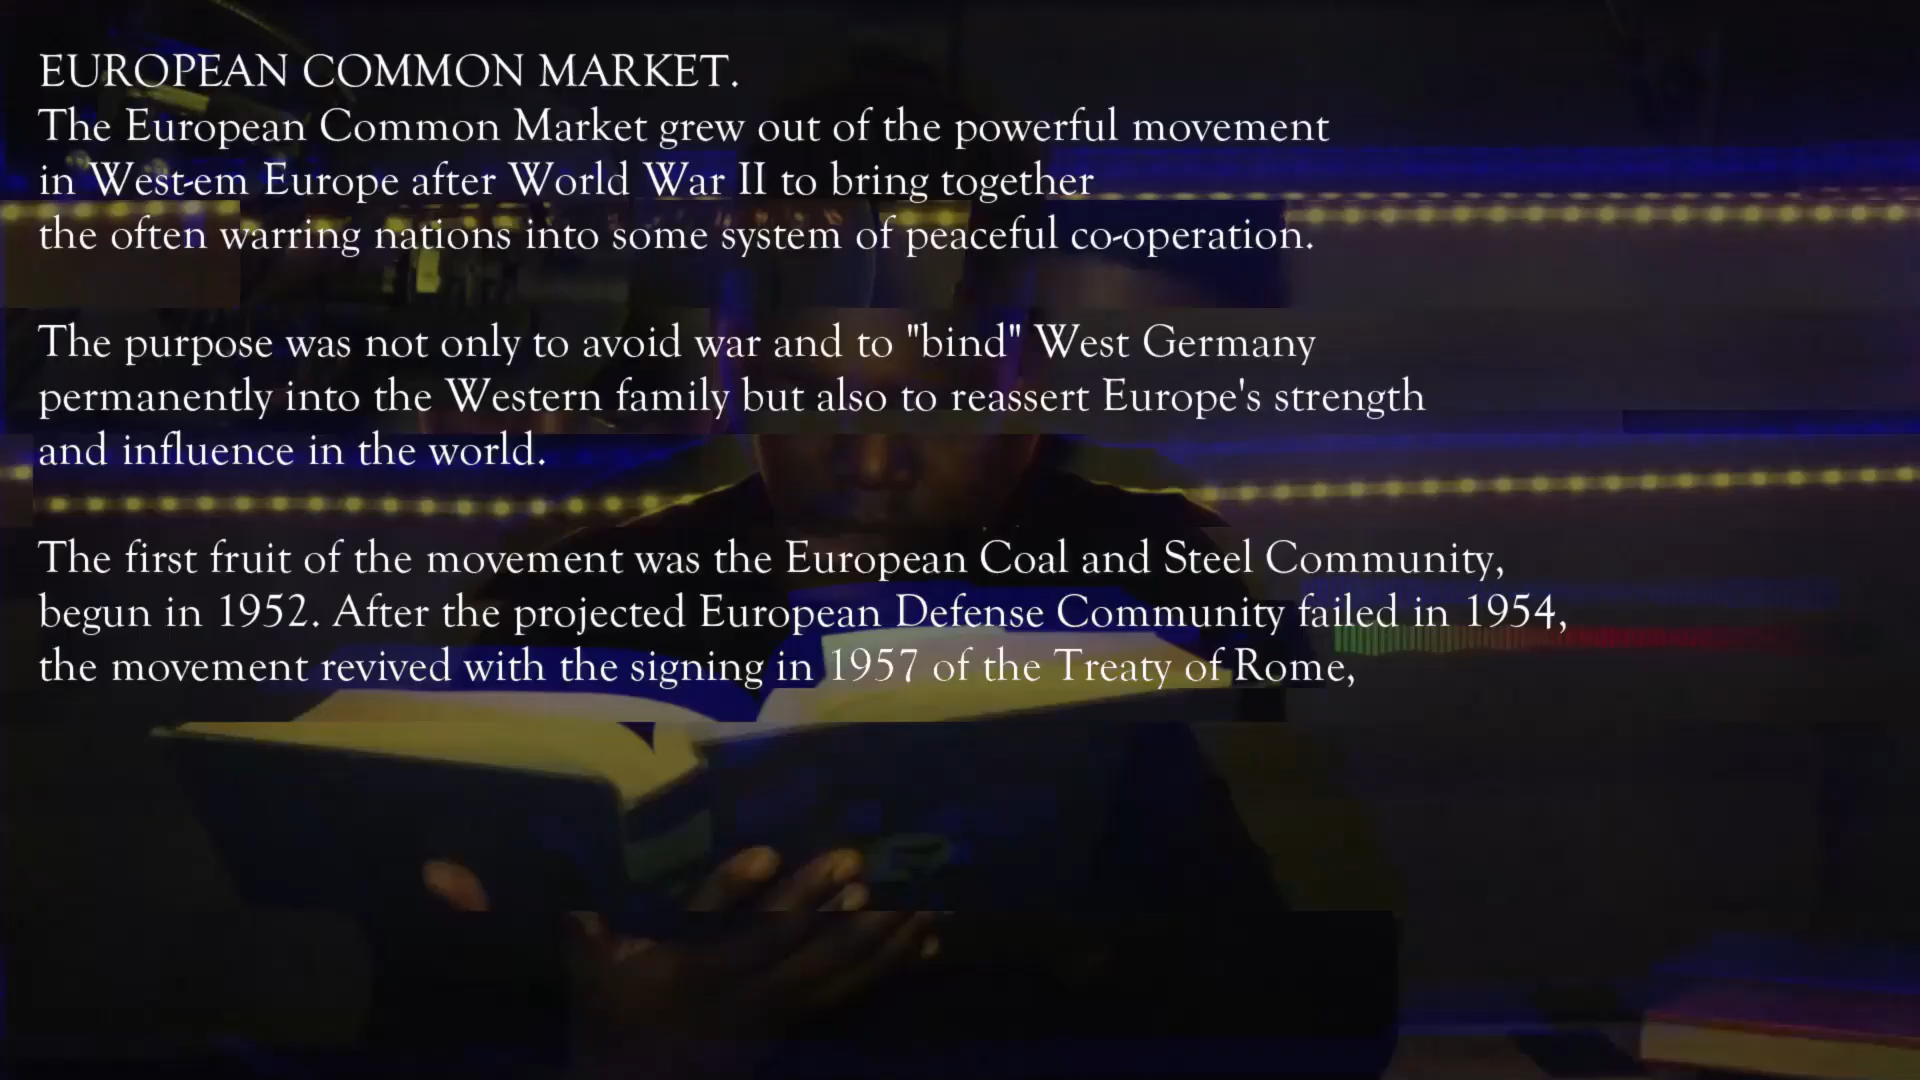 EUROPEAN COMMON MARKET.
The European Common Market grew out of the powerful movement
in West-em Europe after World War II to bring together
the often warring nations into some system of peaceful co-operation.
The purpose was not only to avoid war and to "bind" West Germany
permanently into the Western family but also to reassert Europe's strength
and influence in the world.
The first fruit of the movement was the European Coal and Steel Community,
begun in 1952. After the projected European Defense Community failed in 1954,
the movement revived with the signing in 1957 of the Treaty of Rome,